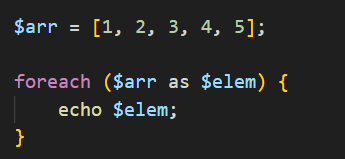 $arr = [1, 2, 3, 4, 5];

foreach ($arr as $elem) {
    echo $elem;
}